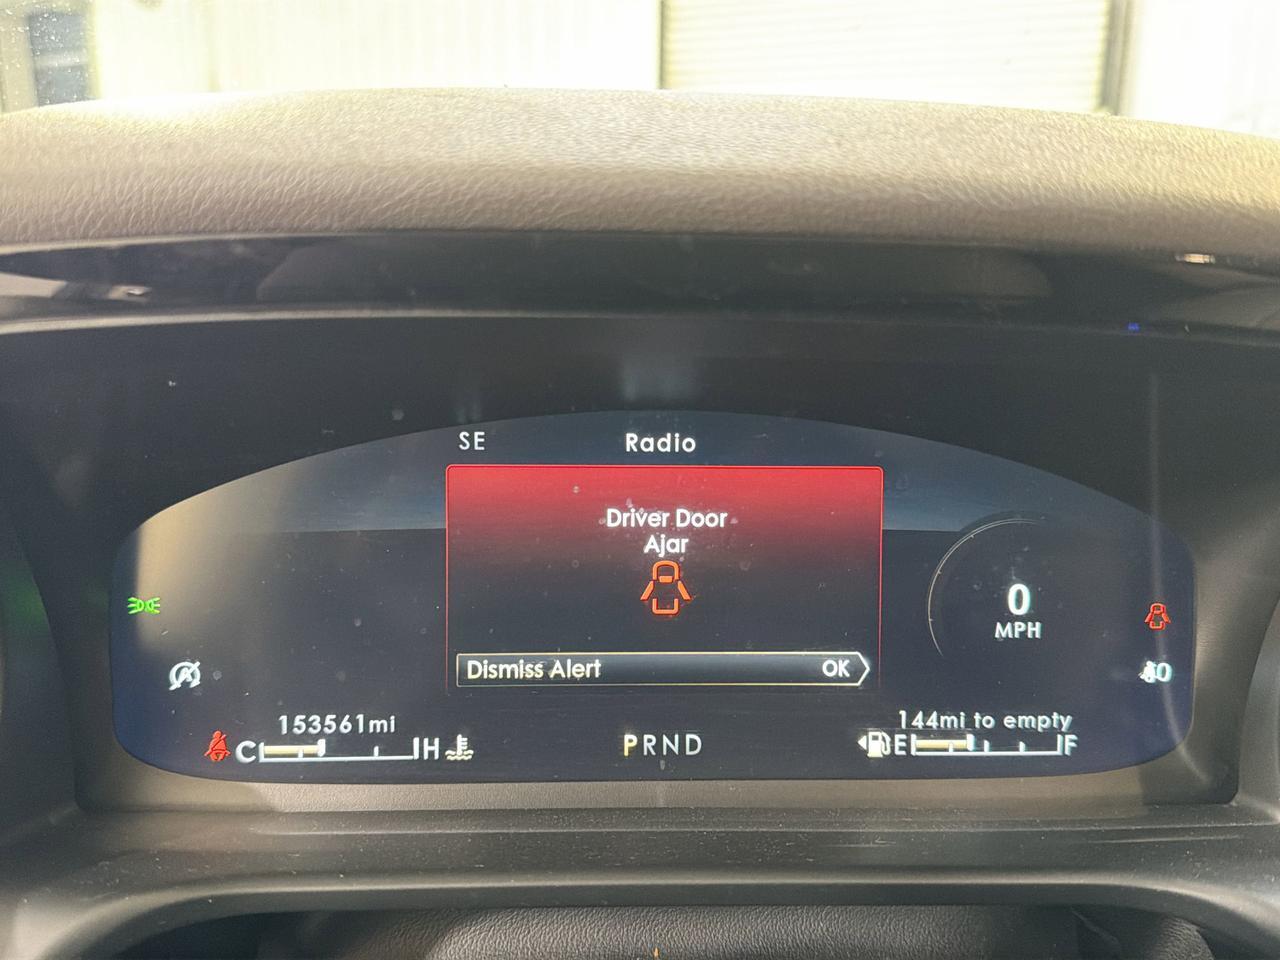 SE Radio
Driver Door
Ajar
0
MPH
Dismiss Alert OK
153561mi
144mi to empty
C H
PRND
E F